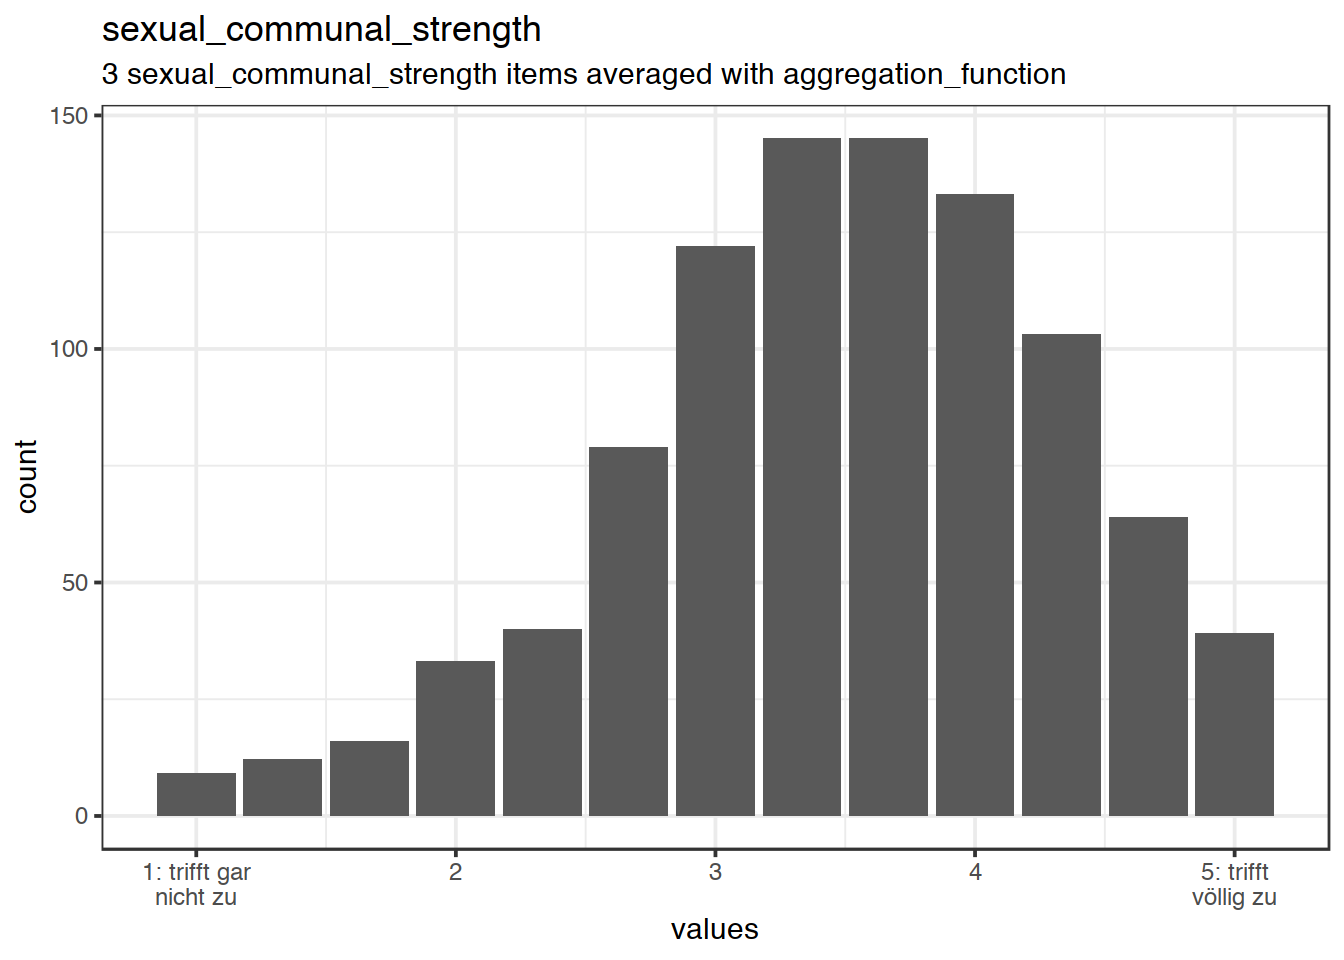 sexual_communal_strength
3 sexual_communal_strength items averaged with aggregation_function
150
100
50
0
count
1: trifft gar
nicht zu
2
3
4
5: trifft
völlig zu
values